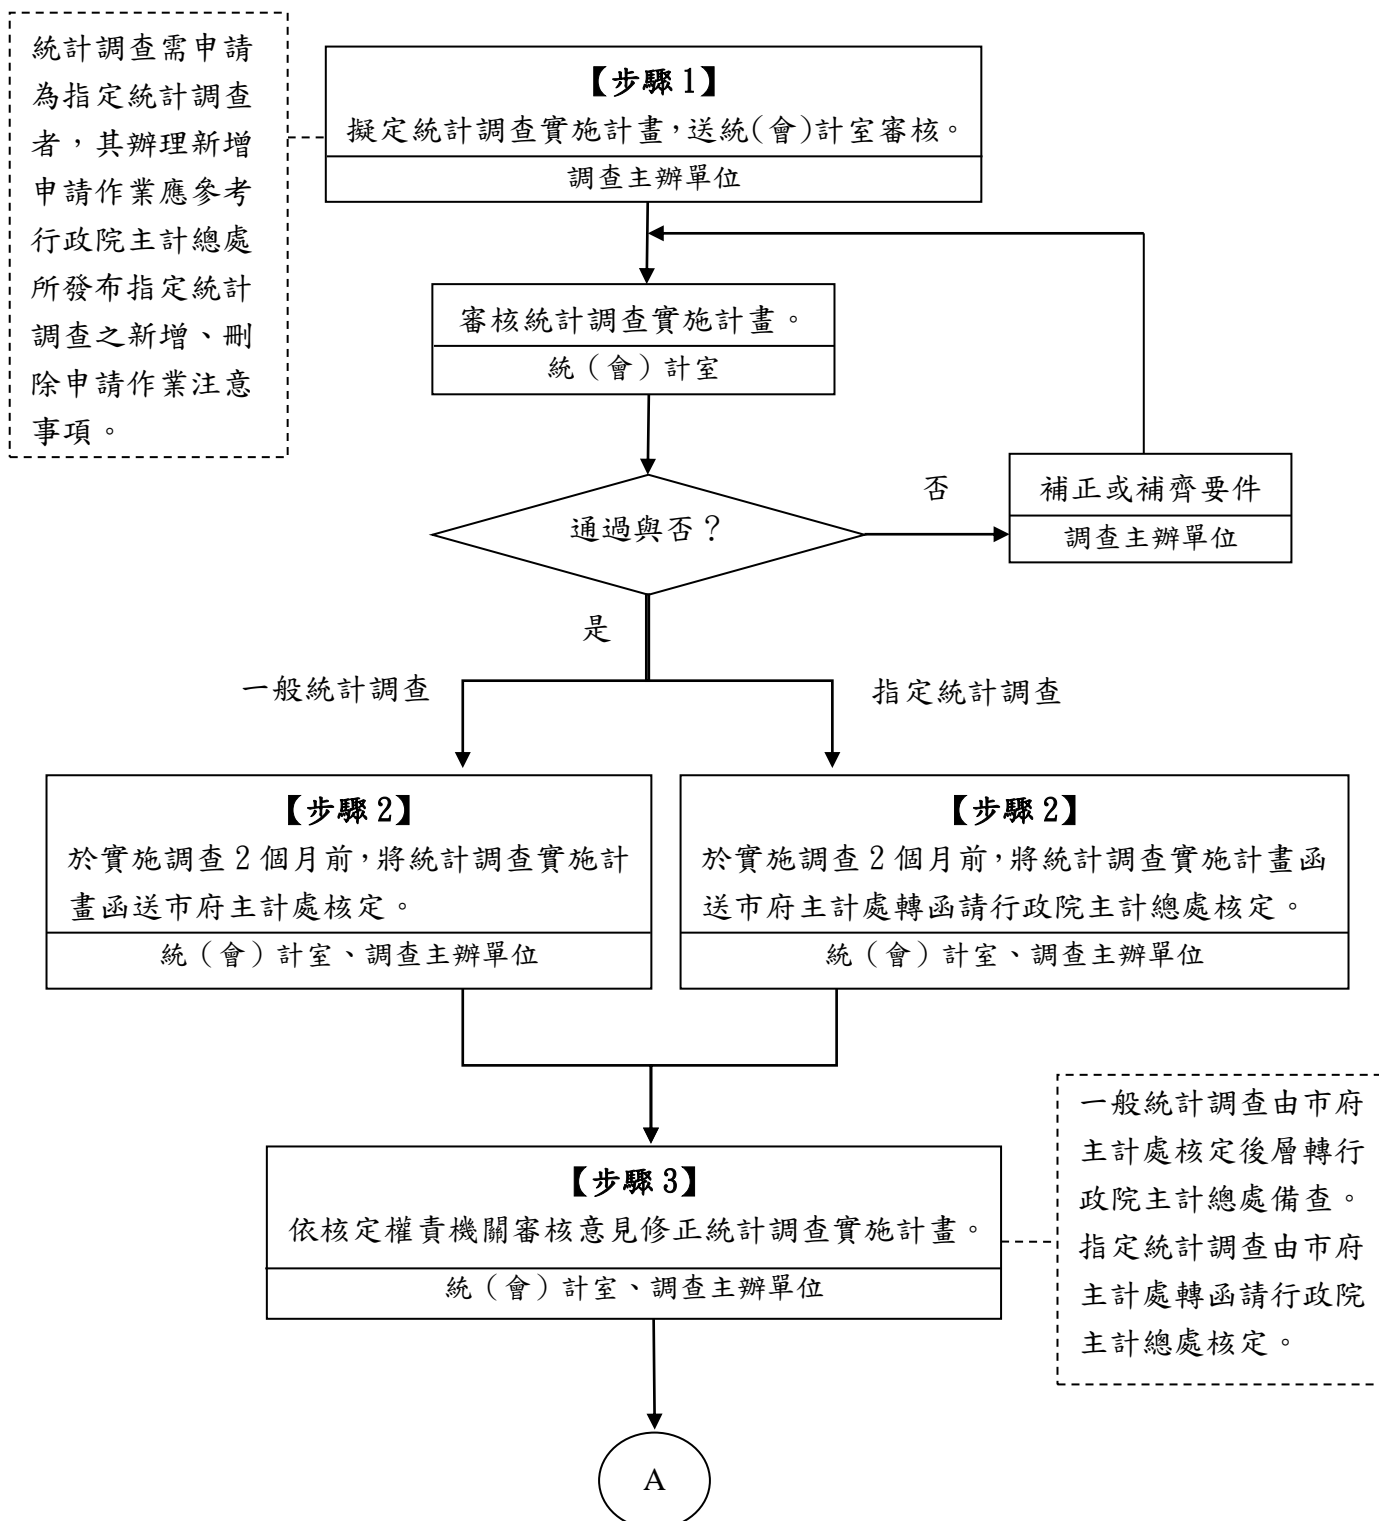 統計調查需申請
為指定統計調查
者，其辦理新增
申請作業應參考
行政院主計總處
所發布指定統計
調查之新增、刪
除申請作業注意
事項。
【步驟1】
擬定統計調查實施計畫，送統(會)計室審核。
調查主辦單位
審核統計調查實施計畫。
統（會）計室
通過與否？
否
補正或補齊要件
調查主辦單位
是
一般統計調查
指定統計調查
【步驟2】
於實施調查2個月前，將統計調查實施計
畫函送市府主計處核定。
統（會）計室、調查主辦單位
【步驟2】
於實施調查2個月前，將統計調查實施計畫函
送市府主計處轉函請行政院主計總處核定。
統（會）計室、調查主辦單位
【步驟3】
依核定權責機關審核意見修正統計調查實施計畫。
統（會）計室、調查主辦單位
一般統計調查由市府
主計處核定後層轉行
政院主計總處備查。
指定統計調查由市府
主計處轉函請行政院
主計總處核定。
A